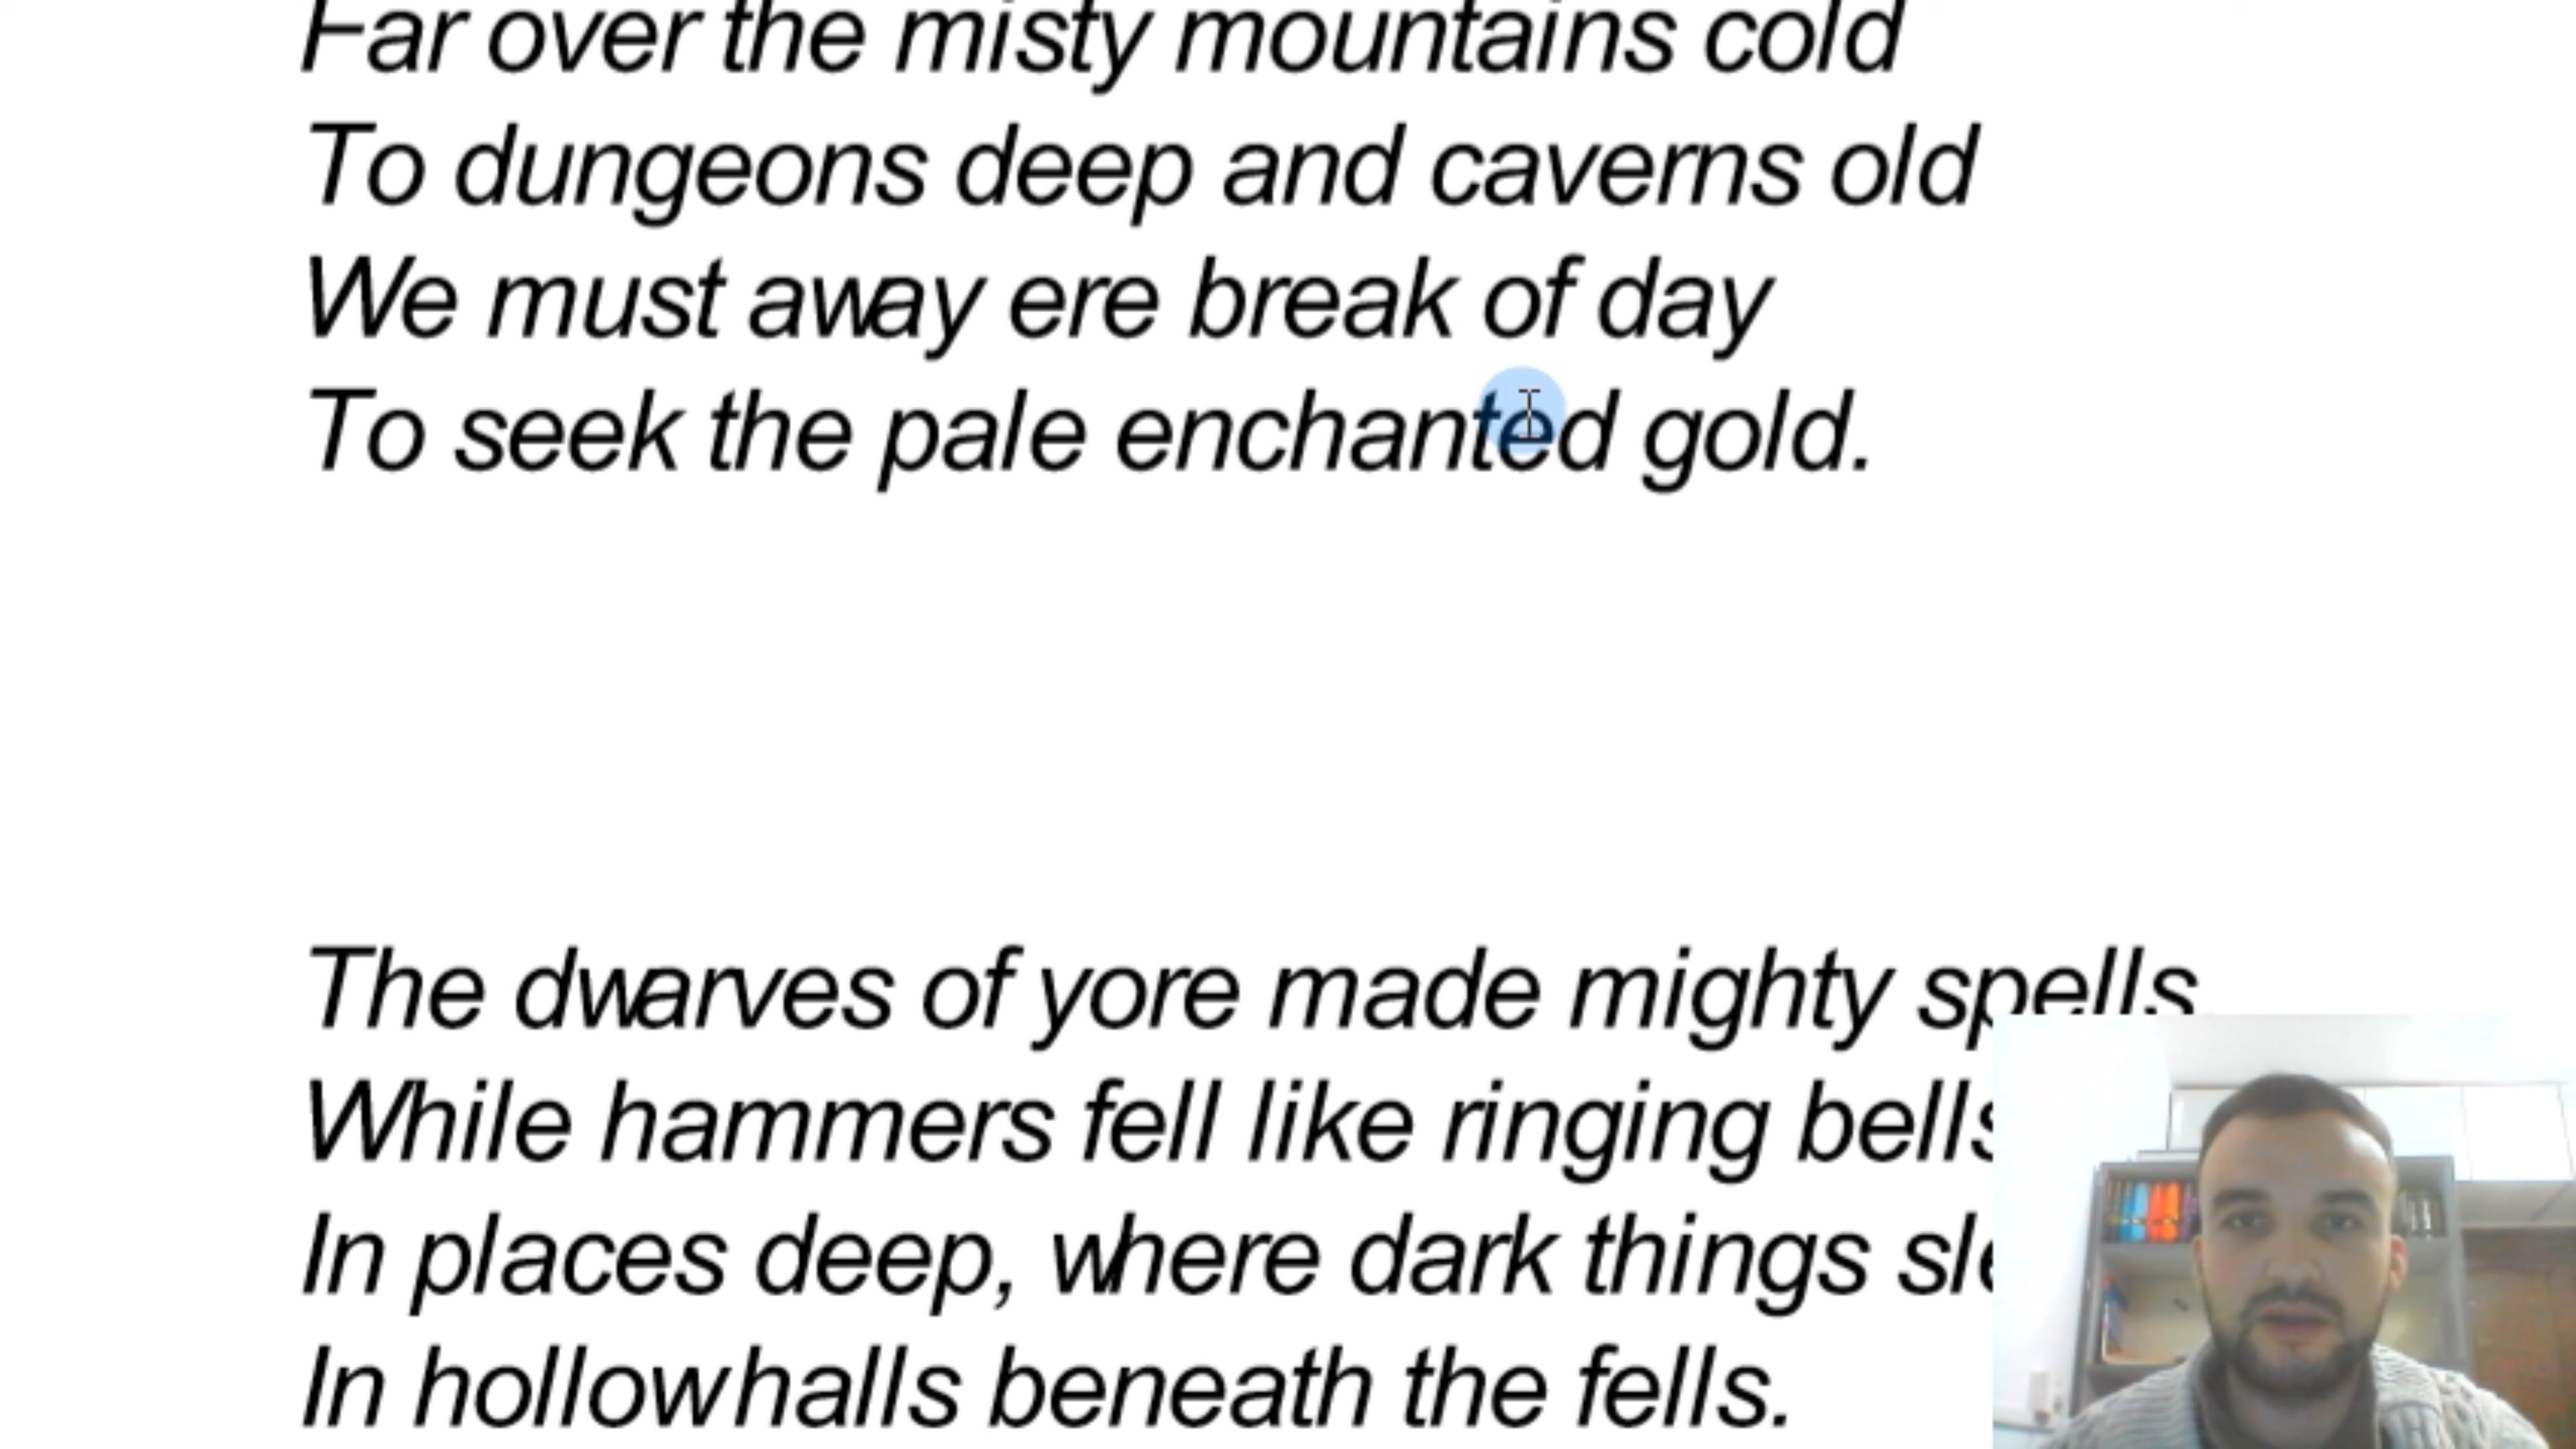 Far over the misty mountains cold
To dungeons deep and caverns old
We must away ere break of day
To seek the pale enchanted gold.
The dwarves of yore made mighty spells
While hammers fell like ringing bells
In places deep, where dark things
In hollow halls beneath the fells.